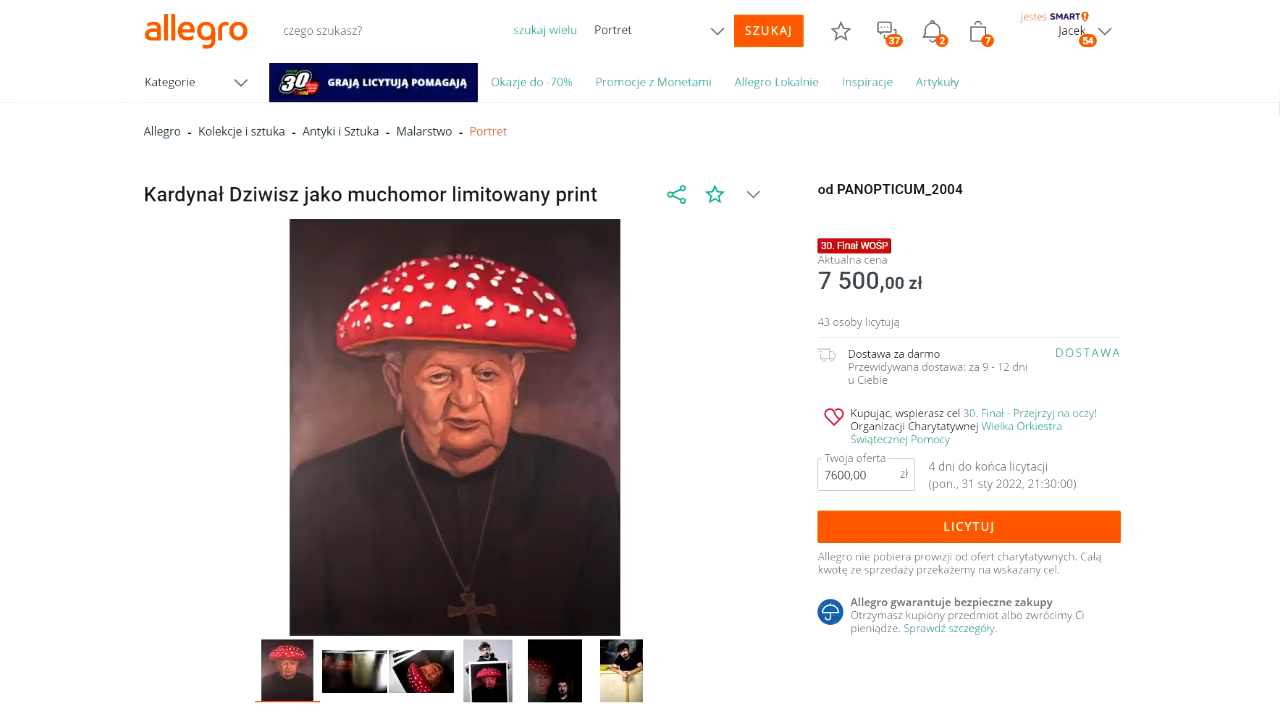 allegro
czego szukasz?
szukaj wielu
Portret
SZUKAJ
37
2
7
jesteś SMART!
Jacek
54
Kategorie
30 GRAJĄ LICYTUJĄ POMAGAJĄ
Okazje do -70%
Promocje z Monetami
Allegro Lokalnie
Inspiracje
Artykuły
Allegro - Kolekcje i sztuka - Antyki i Sztuka - Malarstwo - Portret
Kardynał Dziwisz jako muchomor limitowany print
od PANOPTICUM_2004
30. Finał WOŚP
Aktualna cena
7 500,00 zł
43 osoby licytują
Dostawa za darmo
DOSTAWA
Przewidywana dostawa: za 9 - 12 dni
u Ciebie
Kupując, wspierasz cel 30. Finał - Przejrzyj na oczy!
Organizacji Charytatywnej Wielka Orkiestra
Świątecznej Pomocy
Twoja oferta
7600,00 zł
4 dni do końca licytacji
(pon., 31 sty 2022, 21:30:00)
LICYTUJ
Allegro nie pobiera prowizji od ofert charytatywnych. Całą
kwotę ze sprzedaży przekażemy na wskazany cel.
Allegro gwarantuje bezpieczne zakupy
Otrzymasz kupiony przedmiot albo zwrócimy Ci
pieniądze. Sprawdź szczegóły.